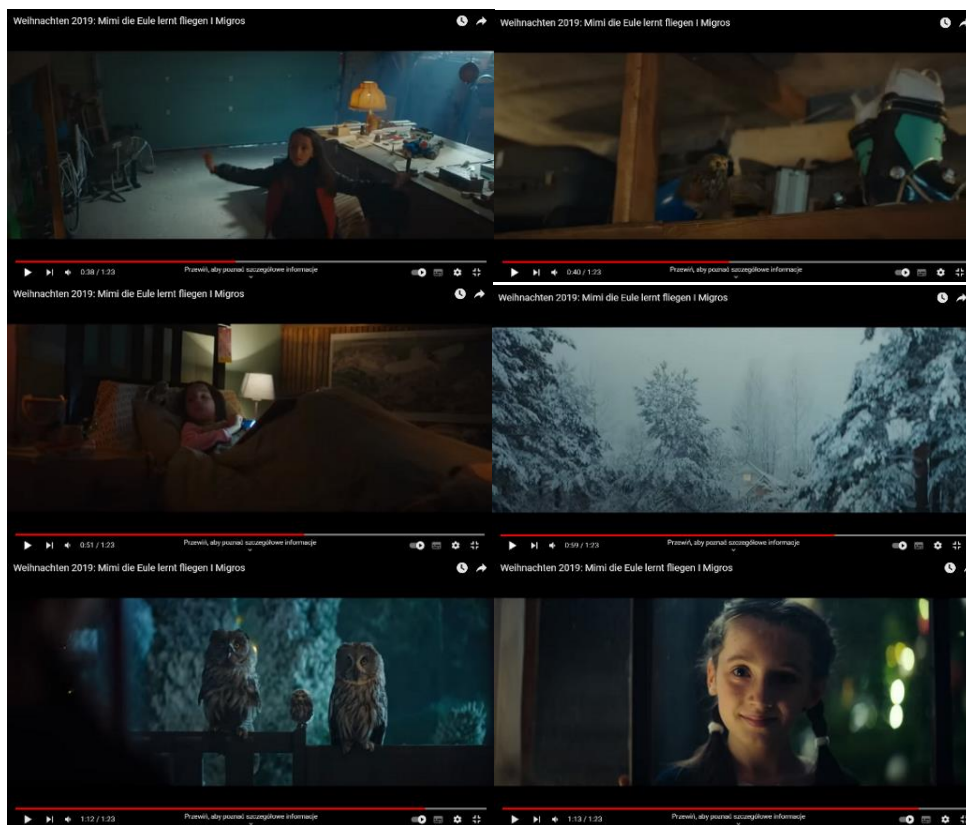 Weihnachten 2019: Mimi die Eule lernt fliegen I Migros
0:38 / 1:23
Przewiń, aby poznać szczegółowe informacje
Weihnachten 2019: Mimi die Eule lernt fliegen I Migros
0:40 / 1:23
Przewiń, aby poznać szczegółowe informacje
Weihnachten 2019: Mimi die Eule lernt fliegen I Migros
0:51 / 1:23
Przewiń, aby poznać szczegółowe informacje
Weihnachten 2019: Mimi die Eule lernt fliegen I Migros
0:59 / 1:23
Przewiń, aby poznać szczegółowe informacje
Weihnachten 2019: Mimi die Eule lernt fliegen I Migros
1:12 / 1:23
Przewiń, aby poznać szczegółowe informacje
Weihnachten 2019: Mimi die Eule lernt fliegen I Migros
1:13 / 1:23
Przewiń, aby poznać szczegółowe informacje